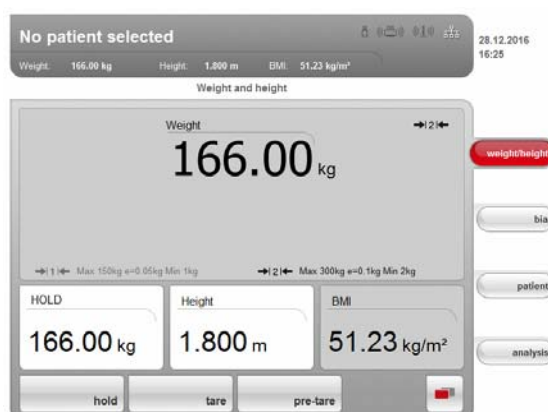 No patient selected
28.12.2016
16:25
Weight: 166.00 kg Height: 1.800 m BMI: 51.23 kg/m²
Weight and height
Weight
2
166.00 kg
weight/height
bia
1 Max 150kg e=0.05kg Min 1kg 2 Max 300kg e=0.1kg Min 2kg
patient
HOLD Height BMI
166.00 kg 1.800 m 51.23 kg/m²
analysis
hold tare pre-tare